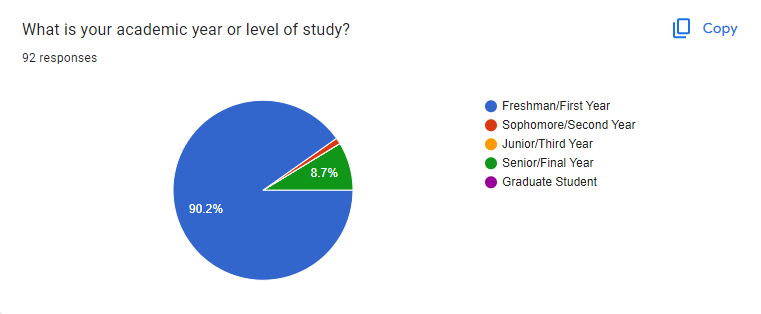 What is your academic year or level of study?
Copy
92 responses
Freshman/First Year
Sophomore/Second Year
Junior/Third Year
Senior/Final Year
Graduate Student
8.7%
90.2%